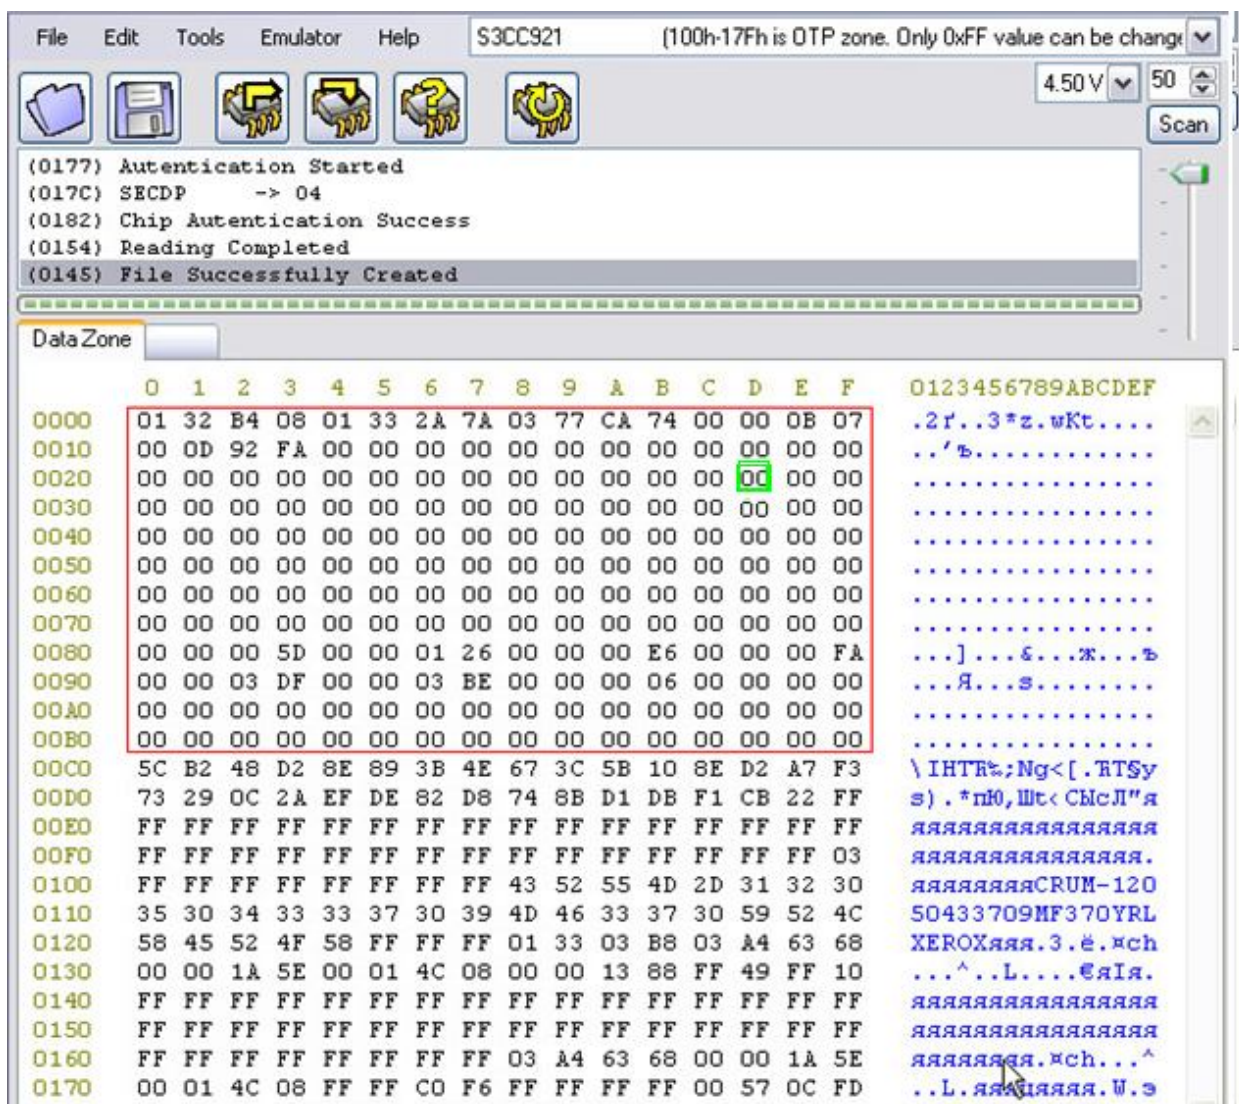 File Edit Tools Emulator Help S3CC921 (100h-17Fh is OTP zone. Only 0xFF value can be change
4.50 V 50
Scan
(0177) Autentication Started
(017C) SECDP -> 04
(0182) Chip Autentication Success
(0154) Reading Completed
(0145) File Successfully Created
Data Zone
0 1 2 3 4 5 6 7 8 9 A B C D E F 0123456789ABCDEF
0000 01 32 B4 08 01 33 2A 7A 03 77 CA 74 00 00 0B 07 .2ґ..3*z.wКt....
0010 00 0D 92 FA 00 00 00 00 00 00 00 00 00 00 00 00 ..’ъ............
0020 00 00 00 00 00 00 00 00 00 00 00 00 00 00 00 00 ................
0030 00 00 00 00 00 00 00 00 00 00 00 00 00 00 00 00 ................
0040 00 00 00 00 00 00 00 00 00 00 00 00 00 00 00 00 ................
0050 00 00 00 00 00 00 00 00 00 00 00 00 00 00 00 00 ................
0060 00 00 00 00 00 00 00 00 00 00 00 00 00 00 00 00 ................
0070 00 00 00 00 00 00 00 00 00 00 00 00 00 00 00 00 ................
0080 00 00 00 5D 00 00 01 26 00 00 00 E6 00 00 00 FA ...]...&...ж...ъ
0090 00 00 03 DF 00 00 03 BE 00 00 00 06 00 00 00 00 ...Я...ѕ........
00A0 00 00 00 00 00 00 00 00 00 00 00 00 00 00 00 00 ................
00B0 00 00 00 00 00 00 00 00 00 00 00 00 00 00 00 00 ................
00C0 5C B2 48 D2 8E 89 3B 4E 67 3C 5B 10 8E D2 A7 F3 \ІHТЋ‰;Ng<[.ЋТ§у
00D0 73 29 0C 2A EF DE 82 D8 74 8B D1 DB F1 CB 22 FF s).*пЮ‚Шt‹СЫсЛ"я
00E0 FF FF FF FF FF FF FF FF FF FF FF FF FF FF FF FF яяяяяяяяяяяяяяяя
00F0 FF FF FF FF FF FF FF FF FF FF FF FF FF FF FF 03 яяяяяяяяяяяяяяя.
0100 FF FF FF FF FF FF FF FF 43 52 55 4D 2D 31 32 30 яяяяяяяяCRUM-120
0110 35 30 34 33 33 37 30 39 4D 46 33 37 30 59 52 4C 50433709MF370YRL
0120 58 45 52 4F 58 FF FF FF 01 33 03 B8 03 A4 63 68 XEROXяяя.3.ё.¤ch
0130 00 00 1A 5E 00 01 4C 08 00 00 13 88 FF 49 FF 10 ...^..L....€яIя.
0140 FF FF FF FF FF FF FF FF FF FF FF FF FF FF FF FF яяяяяяяяяяяяяяяя
0150 FF FF FF FF FF FF FF FF FF FF FF FF FF FF FF FF яяяяяяяяяяяяяяяя
0160 FF FF FF FF FF FF FF FF 03 A4 63 68 00 00 1A 5E яяяяяяяя.¤ch...^
0170 00 01 4C 08 FF FF C0 F6 FF FF FF FF 00 57 0C FD ..L.яяАцяяяя.W.э